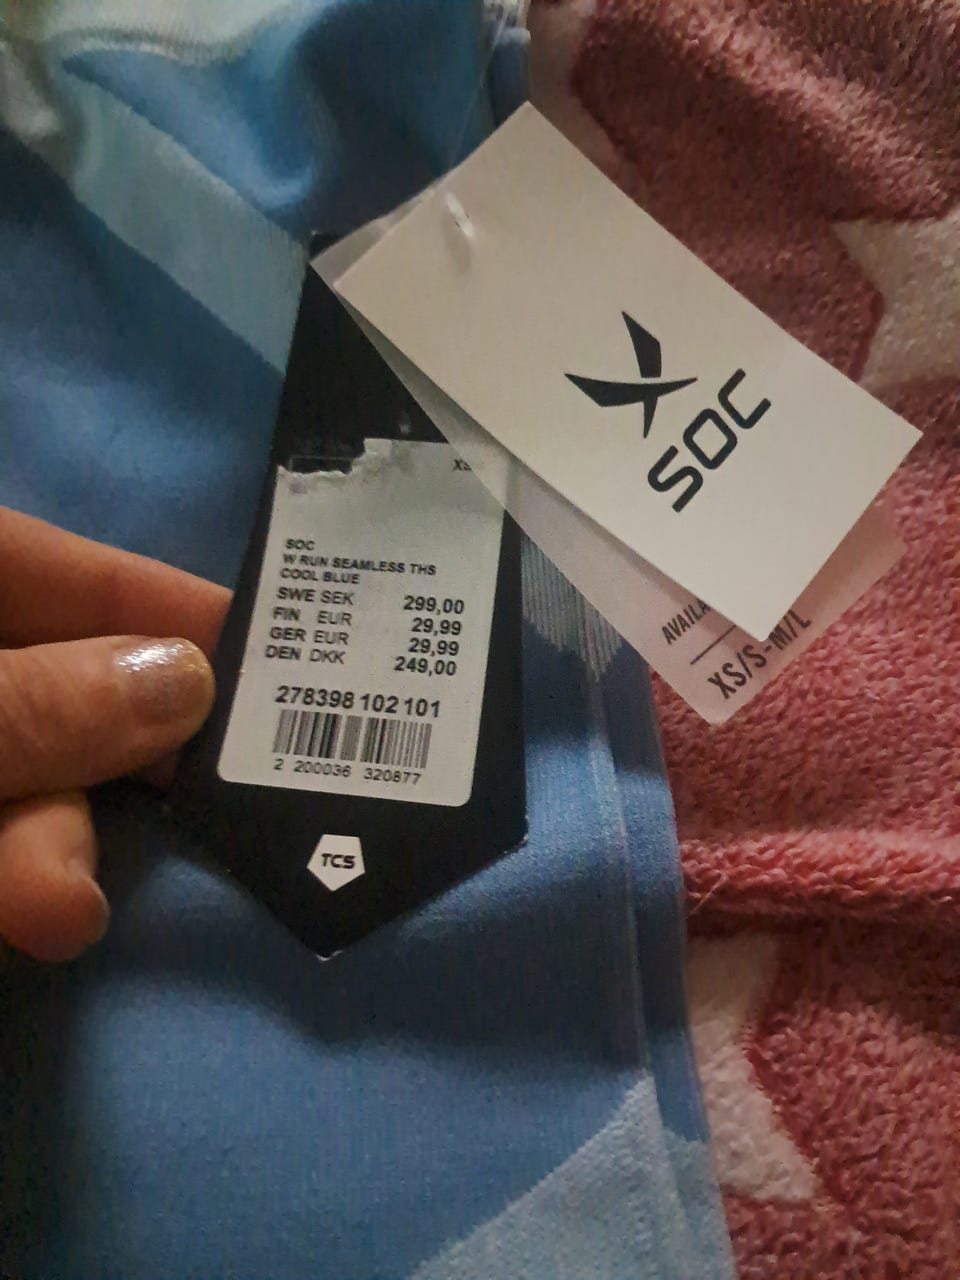 SOC
AVAILA
XS/S-M/L
XS
SOC
W RUN SEAMLESS THS
COOL BLUE
SWE SEK 299,00
FIN EUR 29,99
GER EUR 29,99
DEN DKK 249,00
278398 102 101
2 200036 320877
TCS